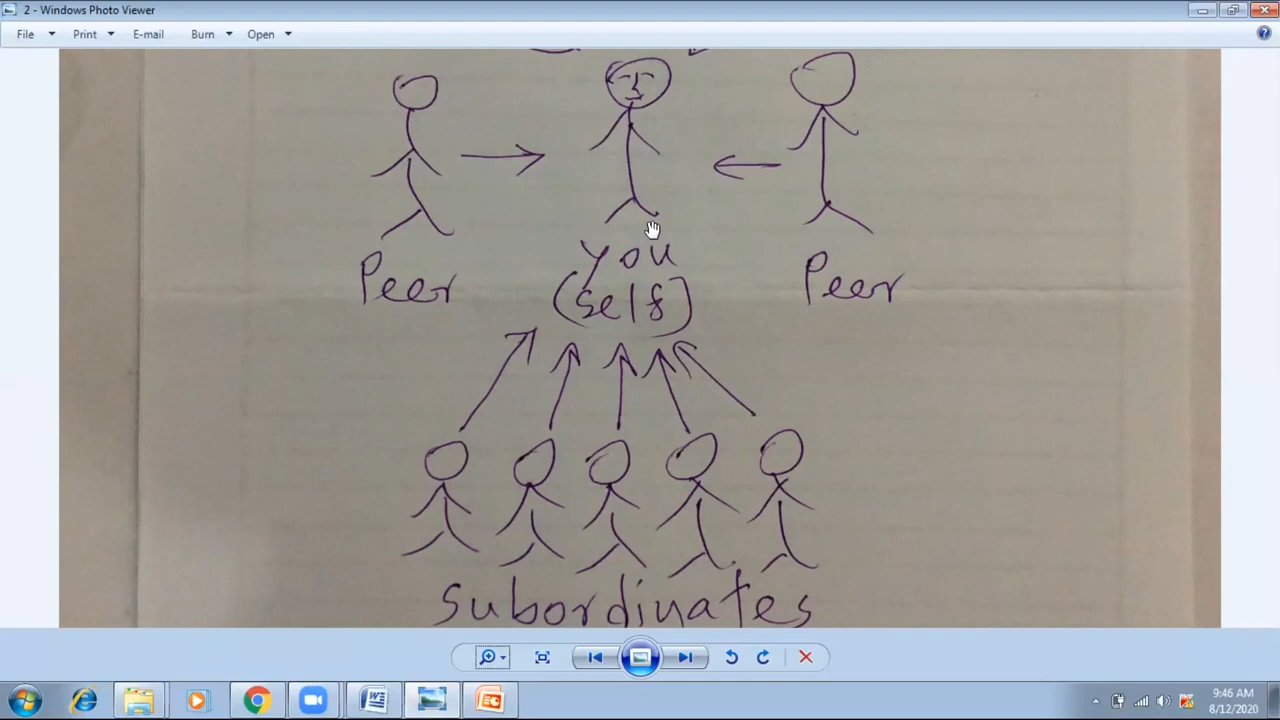 2 - Windows Photo Viewer
File Print E-mail Burn Open
you
Peer (self) Peer
subordinates
9:46 AM
8/12/2020